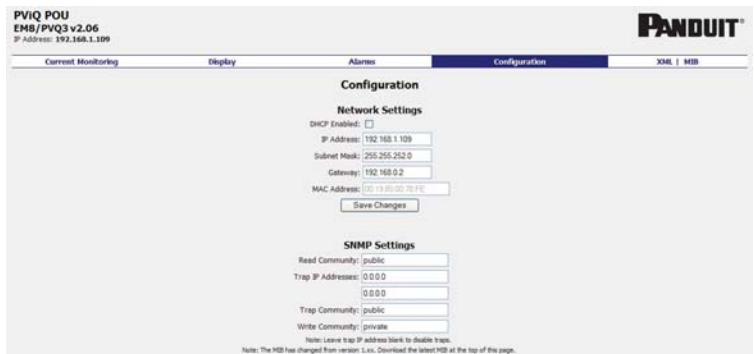 PViQ POU
EMB/PVQ3 v2.06
IP Address: 192.168.1.109
PANDUIT
Current Monitoring Display Alarms Configuration XML | MIB
Configuration
Network Settings
DHCP Enabled:
IP Address: 192.168.1.109
Subnet Mask: 255.255.252.0
Gateway: 192.168.0.2
MAC Address:
Save Changes
SNMP Settings
Read Community: public
Trap IP Addresses: 0.0.0.0
0.0.0.0
Trap Community: public
Write Community: private
Note: Leave trap IP address blank to disable traps.
Note: The MIB has changed from version 1.xx. Download the latest MIB at the top of this page.